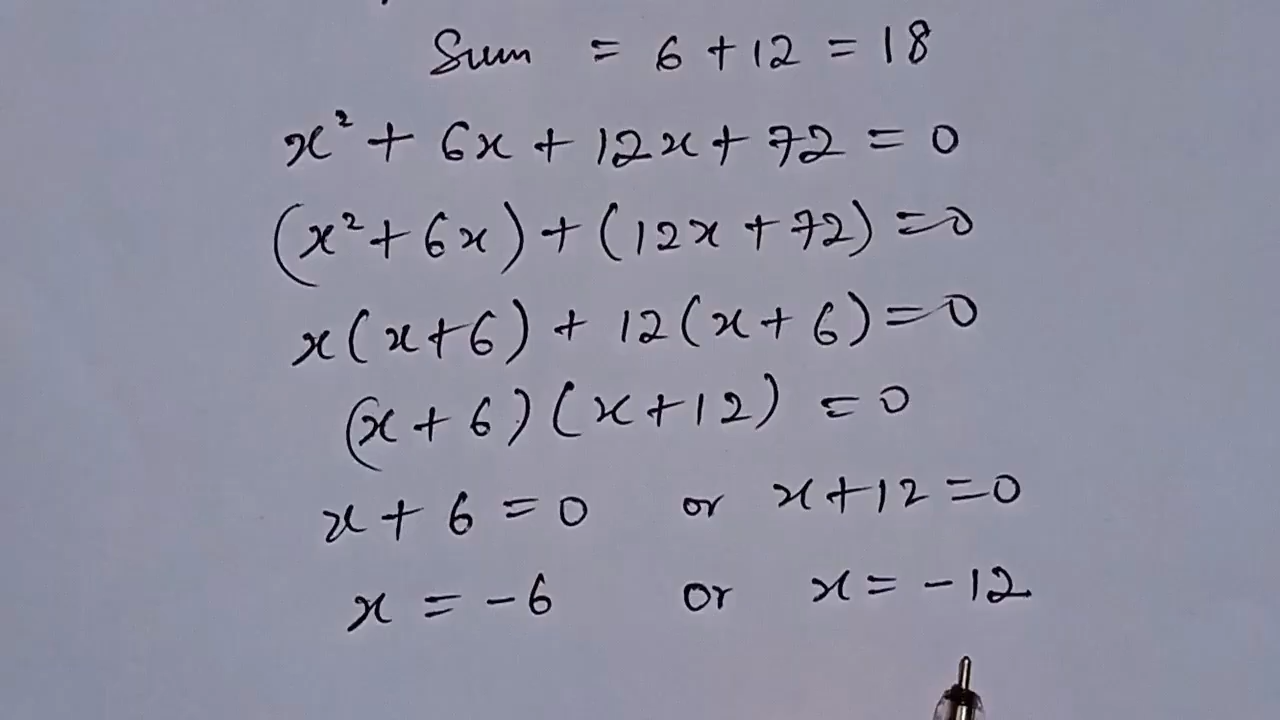 Sum = 6 + 12 = 18
x² + 6x + 12x + 72 = 0
(x² + 6x) + (12x + 72) = 0
x(x + 6) + 12(x + 6) = 0
(x + 6)(x + 12) = 0
x + 6 = 0 or x + 12 = 0
x = -6 or x = -12